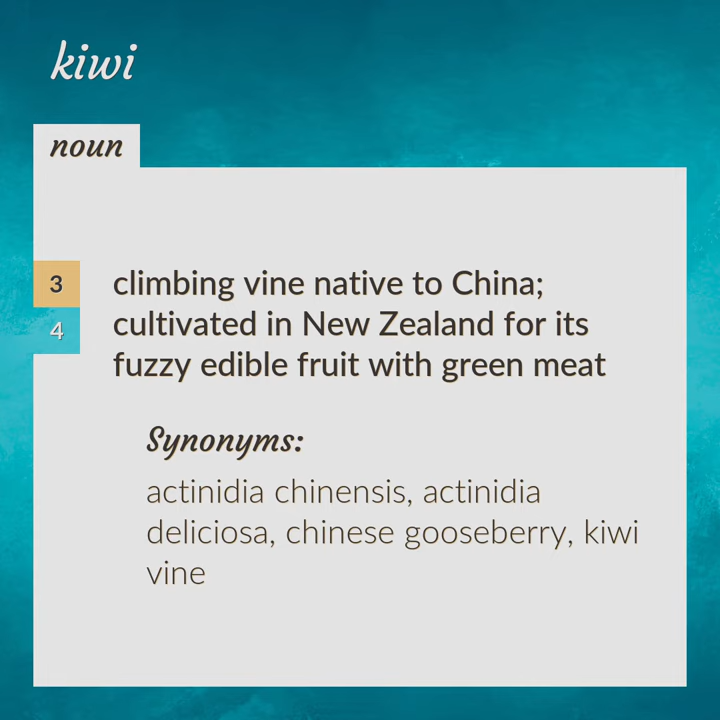 kiwi
noun
3
4
climbing vine native to China;
cultivated in New Zealand for its
fuzzy edible fruit with green meat
Synonyms:
actinidia chinensis, actinidia
deliciosa, chinese gooseberry, kiwi
vine